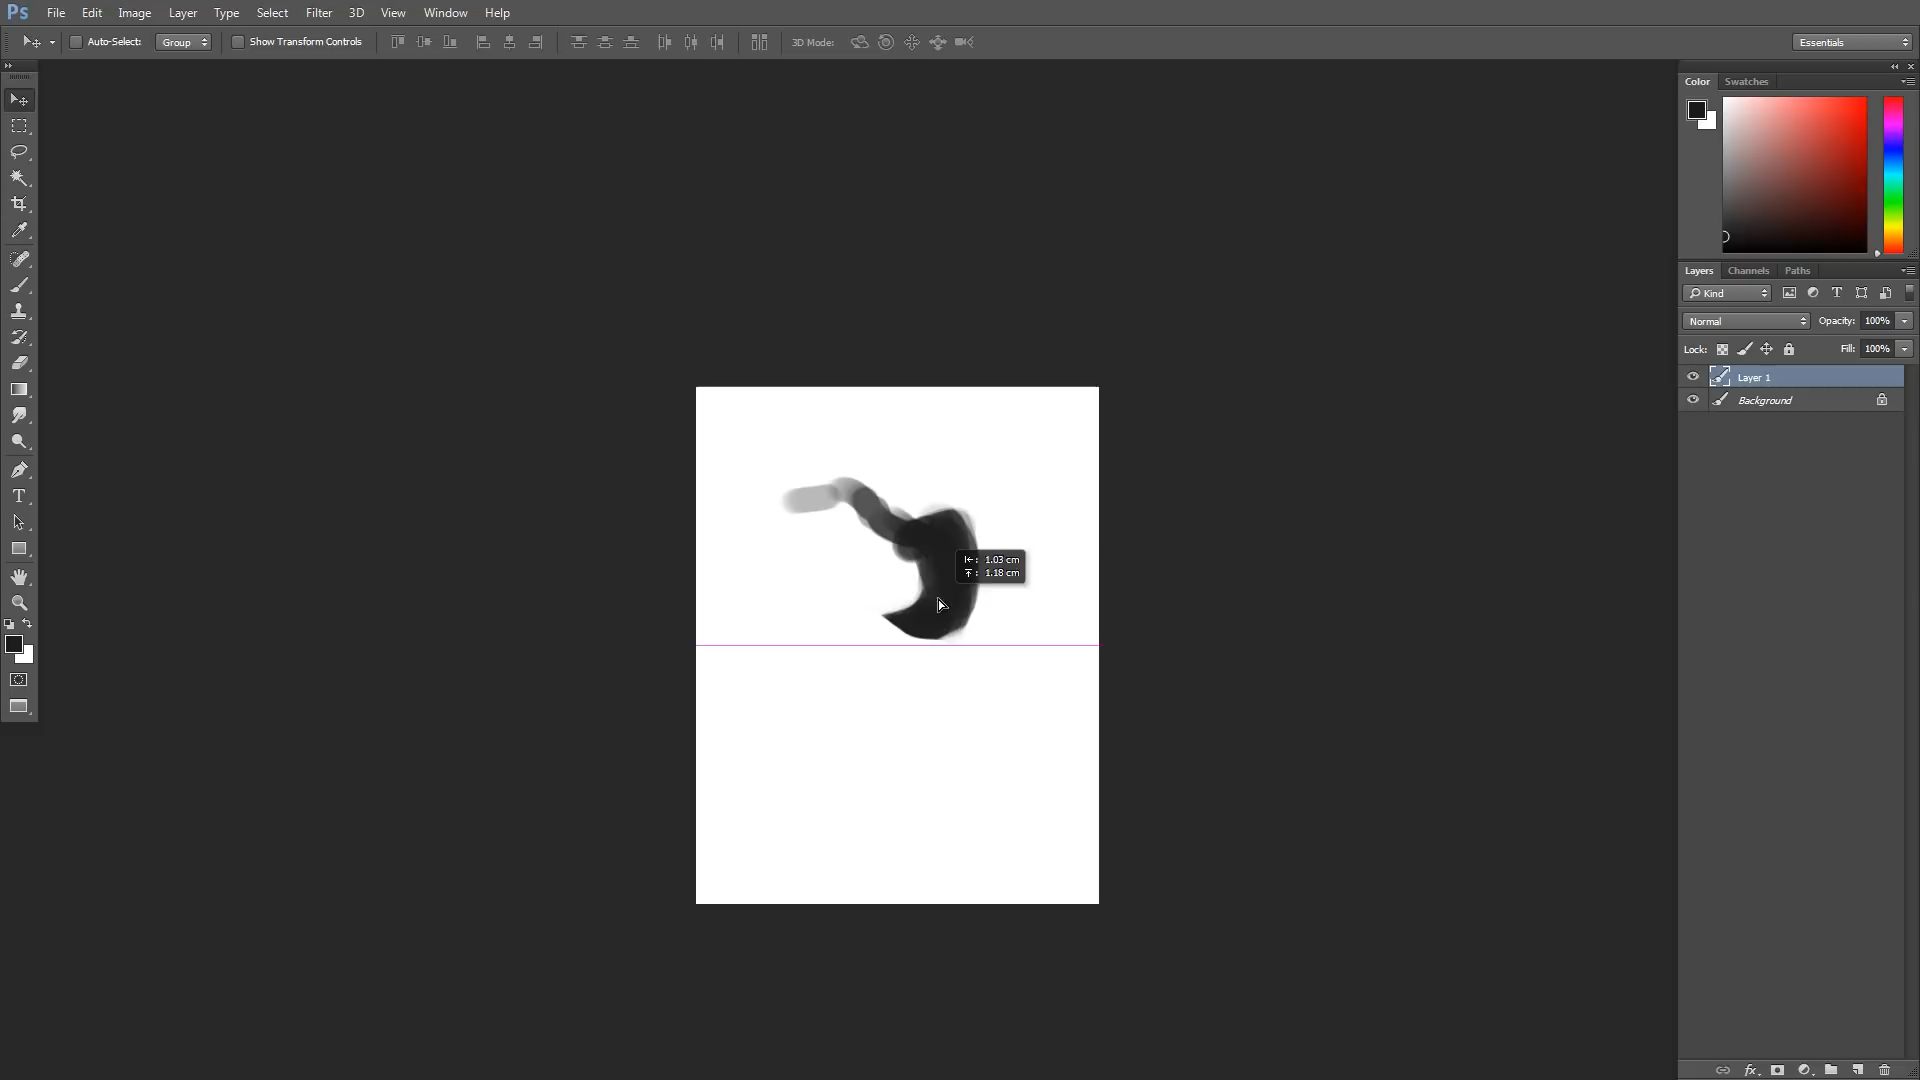 Ps File Edit Image Layer Type Select Filter 3D View Window Help
Auto-Select: Group Show Transform Controls 3D Mode: Essentials
Color Swatches
Layers Channels Paths
Kind
Normal Opacity: 100%
Lock: Fill: 100%
Layer 1
Background
1.03 cm
1.18 cm